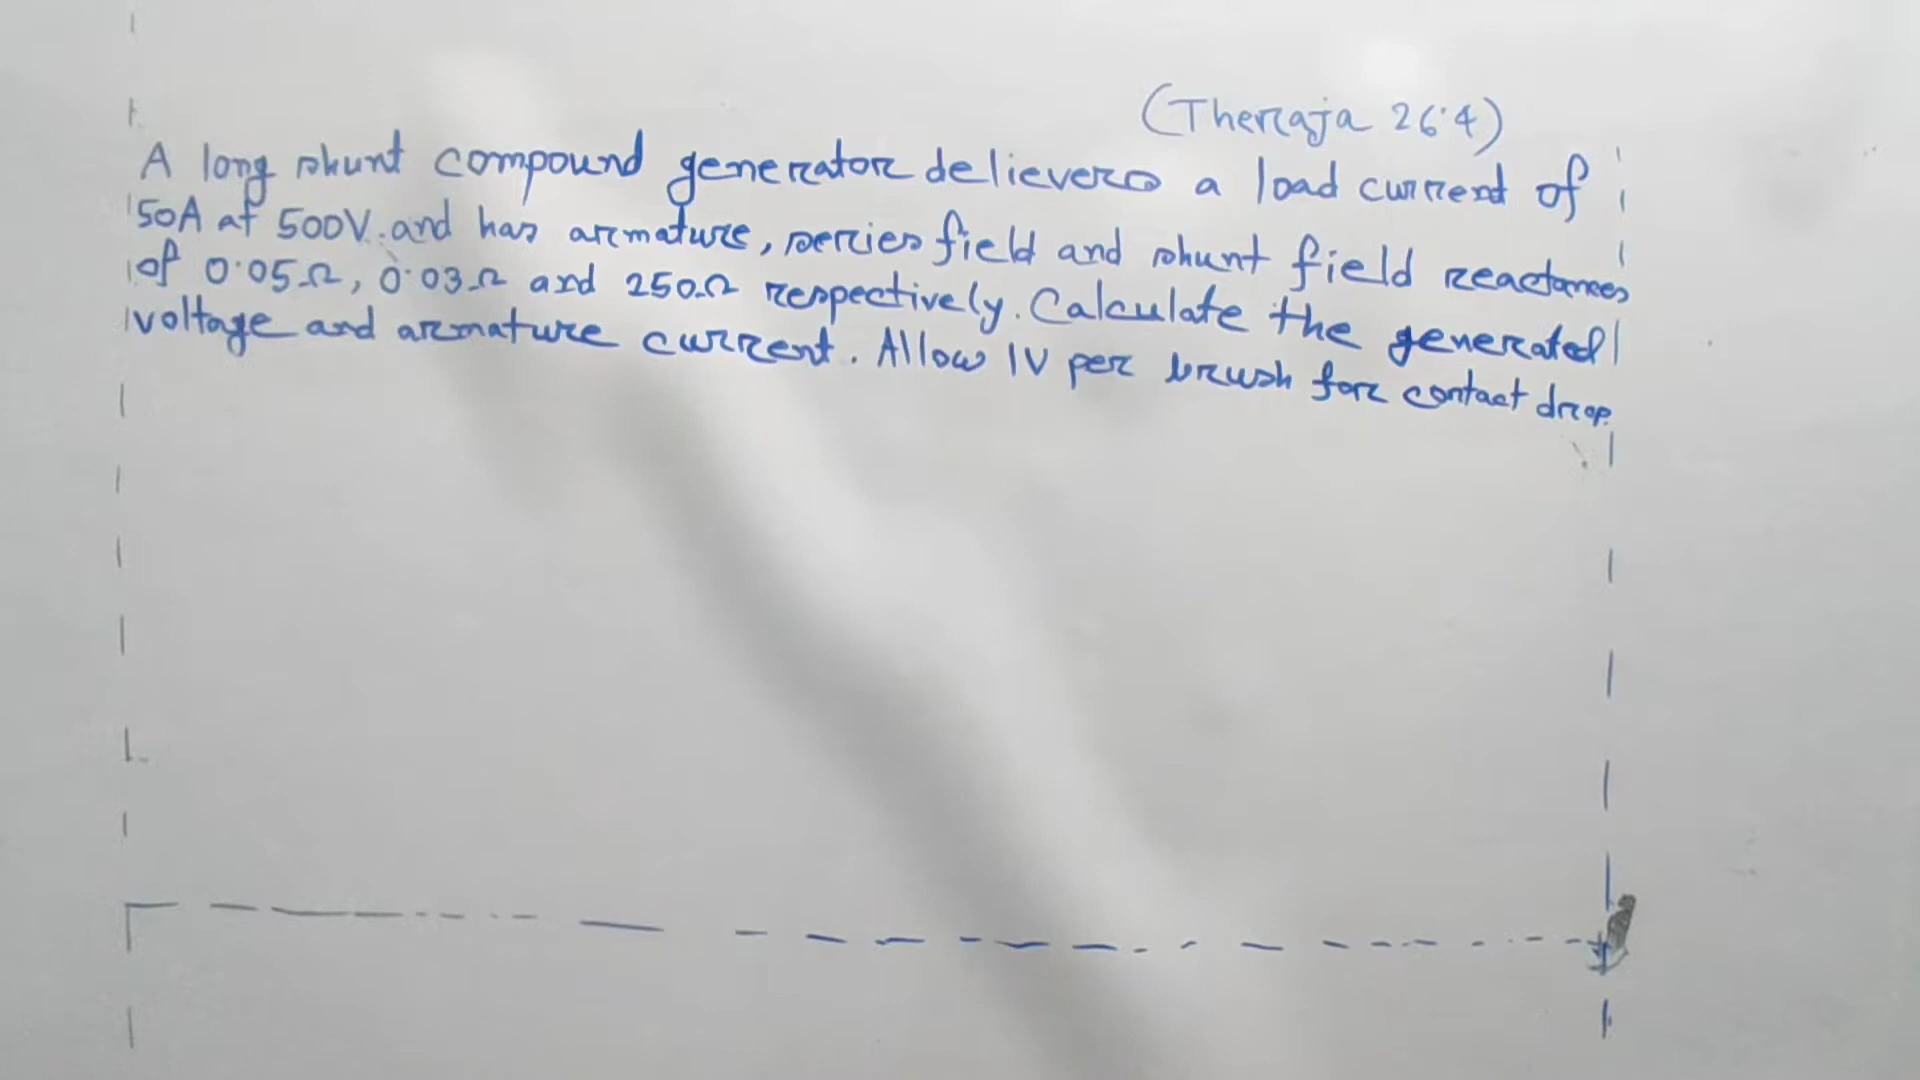 (Theraja 26.4)
A long shunt compound generator delievers a load current of
50A at 500V. and has armature, series field and shunt field reactances
of 0.05Ω, 0.03Ω and 250Ω respectively. Calculate the generated
voltage and armature current. Allow 1V per brush for contact drop.